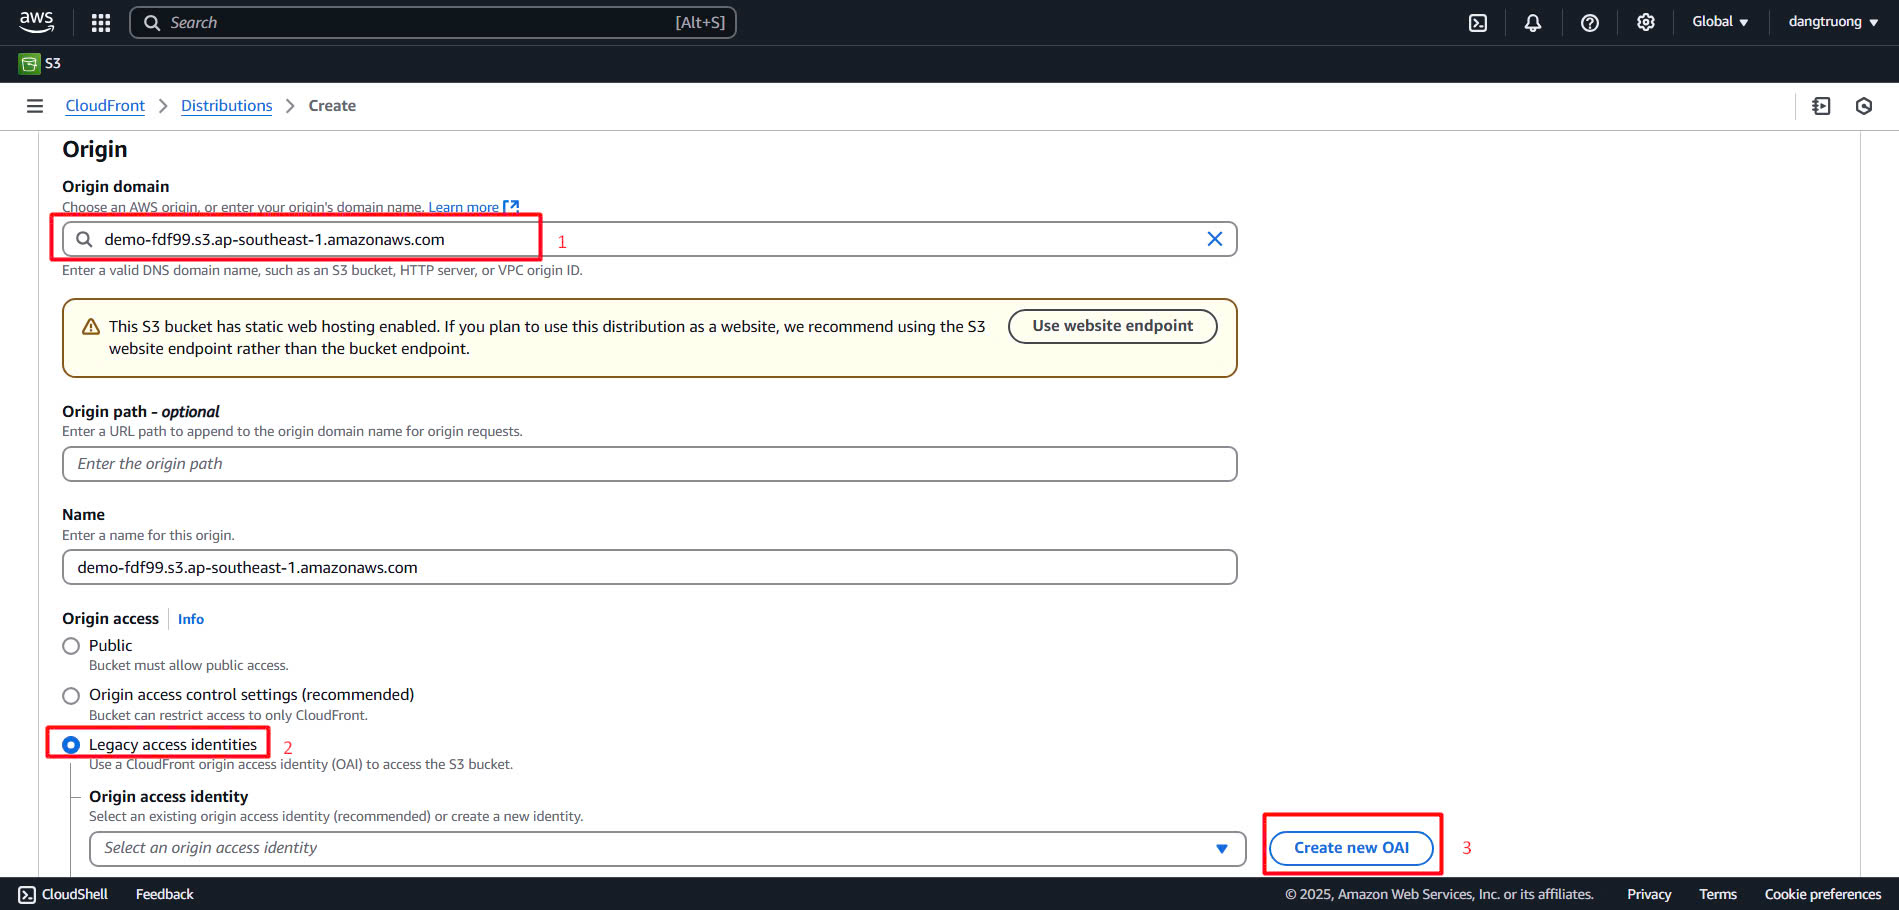 aws
Search [Alt+S]
Global
dangtruong
S3
CloudFront
Distributions
Create
Origin
Origin domain
Choose an AWS origin, or enter your origin's domain name. Learn more
demo-fdf99.s3.ap-southeast-1.amazonaws.com
1
Enter a valid DNS domain name, such as an S3 bucket, HTTP server, or VPC origin ID.
This S3 bucket has static web hosting enabled. If you plan to use this distribution as a website, we recommend using the S3
website endpoint rather than the bucket endpoint.
Use website endpoint
Origin path - optional
Enter a URL path to append to the origin domain name for origin requests.
Enter the origin path
Name
Enter a name for this origin.
demo-fdf99.s3.ap-southeast-1.amazonaws.com
Origin access
Info
Public
Bucket must allow public access.
Origin access control settings (recommended)
Bucket can restrict access to only CloudFront.
Legacy access identities
2
Use a CloudFront origin access identity (OAI) to access the S3 bucket.
Origin access identity
Select an existing origin access identity (recommended) or create a new identity.
Select an origin access identity
Create new OAI
3
CloudShell
Feedback
© 2025, Amazon Web Services, Inc. or its affiliates.
Privacy
Terms
Cookie preferences